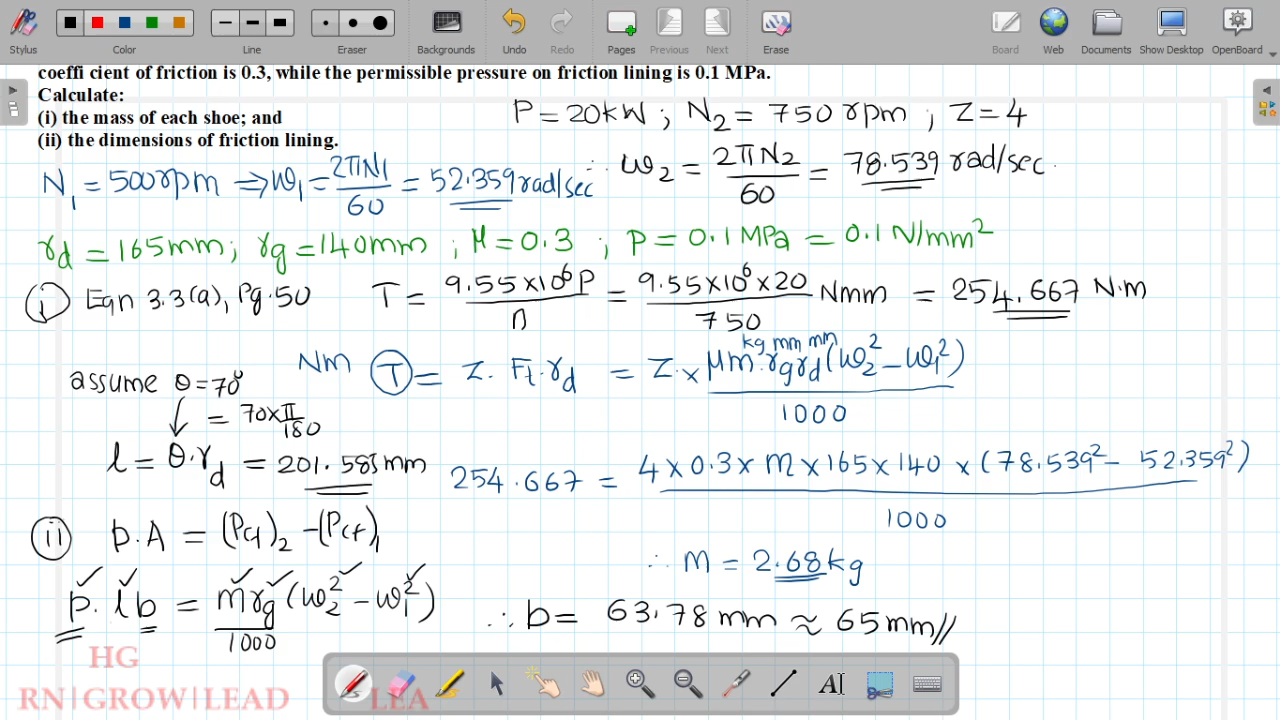 Stylus Color Line Eraser Backgrounds Undo Redo Pages Previous Next Erase Board Web Documents Show Desktop OpenBoard
coeffi cient of friction is 0.3, while the permissible pressure on friction lining is 0.1 MPa.
Calculate:
(i) the mass of each shoe; and
(ii) the dimensions of friction lining.
P = 20kW ; N₂ = 750 rpm ; Z = 4
N₁ = 500rpm ⇒ ω₁ = 2πN₁/60 = 52.359 rad/sec
∴ ω₂ = 2πN₂/60 = 78.539 rad/sec
rd = 165mm; rg = 140mm ; μ = 0.3 ; p = 0.1 MPa = 0.1 N/mm²
i) Eqn 3.3(a), Pg.50 T = 9.55×10⁶ P/n = 9.55×10⁶×20/750 Nmm = 254.667 N.m
Nm T = Z. Ft. rd = Z × μm.rg rd (ω₂² – ω₁²)/1000
kg mm mm
assume θ = 70°
= 70×π/180
l = θ.rd = 201.585 mm
254.667 = 4 × 0.3 × m × 165 × 140 × (78.539² – 52.359²)/1000
∴ m = 2.68 kg
ii) p.A = (Pcf)₂ – (Pcf)₁
p. l b = m rg (ω₂² – ω₁²)/1000
∴ b = 63.78 mm ≈ 65mm//
HG
RN|GROW|LEAD LEA